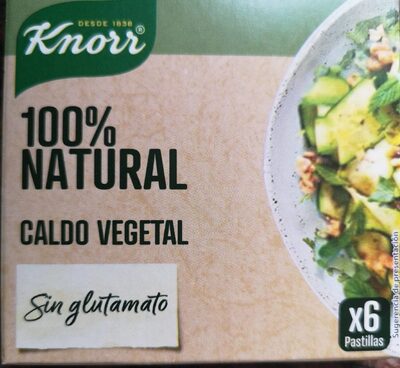 DESDE 1838
Knorr®
100%
NATURAL
CALDO VEGETAL
Sin glutamato
x6
Pastillas
Sugerencia de presentación